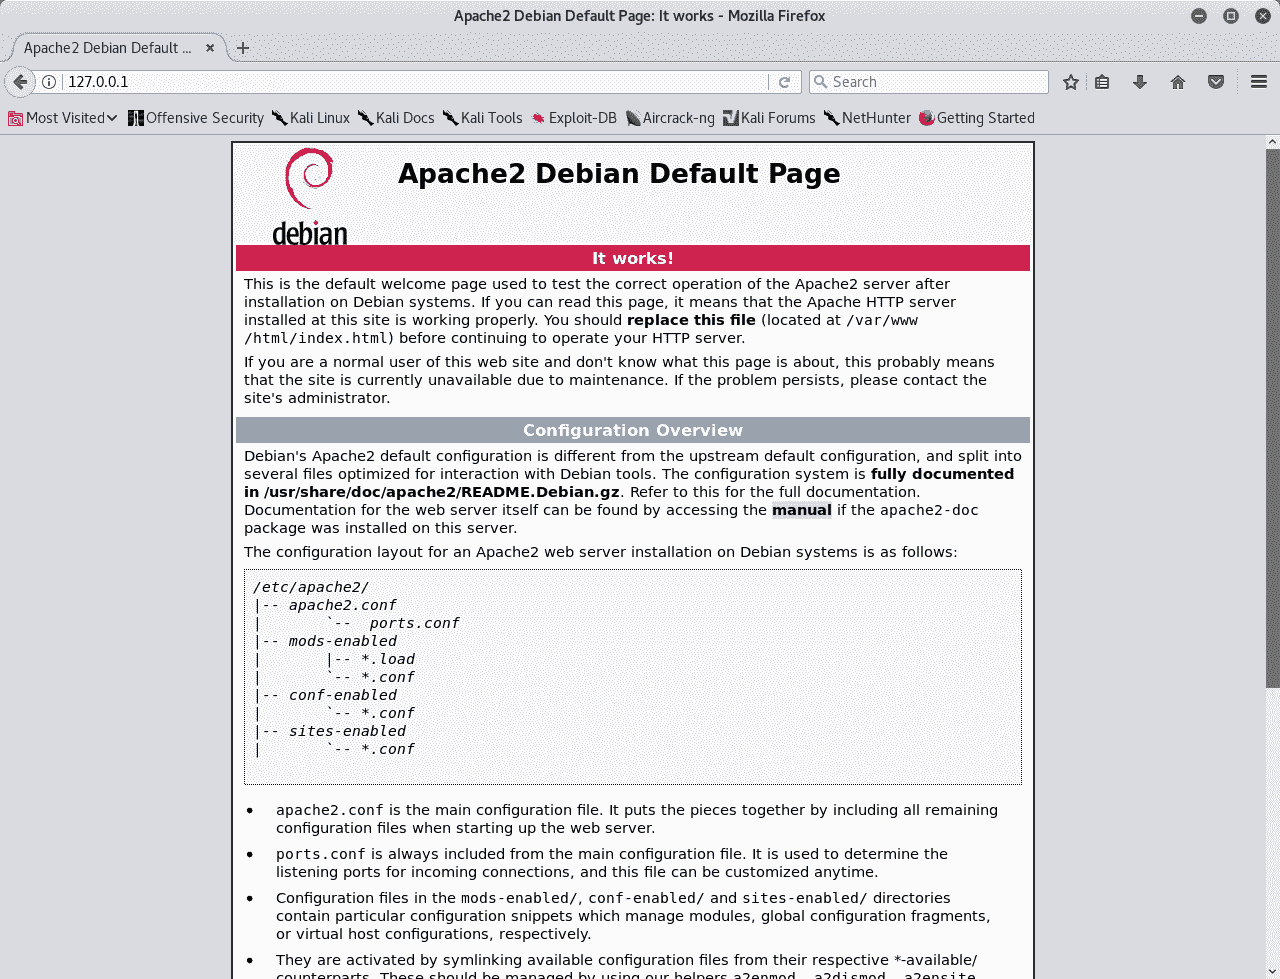 Apache2 Debian Default Page: It works - Mozilla Firefox
Apache2 Debian Default ...
127.0.0.1
Search
Most Visited Offensive Security Kali Linux Kali Docs Kali Tools Exploit-DB Aircrack-ng Kali Forums NetHunter Getting Started
debian
Apache2 Debian Default Page
It works!
This is the default welcome page used to test the correct operation of the Apache2 server after
installation on Debian systems. If you can read this page, it means that the Apache HTTP server
installed at this site is working properly. You should replace this file (located at /var/www
/html/index.html) before continuing to operate your HTTP server.
If you are a normal user of this web site and don't know what this page is about, this probably means
that the site is currently unavailable due to maintenance. If the problem persists, please contact the
site's administrator.
Configuration Overview
Debian's Apache2 default configuration is different from the upstream default configuration, and split into
several files optimized for interaction with Debian tools. The configuration system is fully documented
in /usr/share/doc/apache2/README.Debian.gz. Refer to this for the full documentation.
Documentation for the web server itself can be found by accessing the manual if the apache2-doc
package was installed on this server.
The configuration layout for an Apache2 web server installation on Debian systems is as follows:
/etc/apache2/
|-- apache2.conf
|       `--  ports.conf
|-- mods-enabled
|       |-- *.load
|       `-- *.conf
|-- conf-enabled
|       `-- *.conf
|-- sites-enabled
|       `-- *.conf
• apache2.conf is the main configuration file. It puts the pieces together by including all remaining
configuration files when starting up the web server.
• ports.conf is always included from the main configuration file. It is used to determine the
listening ports for incoming connections, and this file can be customized anytime.
• Configuration files in the mods-enabled/, conf-enabled/ and sites-enabled/ directories
contain particular configuration snippets which manage modules, global configuration fragments,
or virtual host configurations, respectively.
• They are activated by symlinking available configuration files from their respective *-available/
counterparts. These should be managed by using our helpers a2enmod, a2dismod, a2ensite,